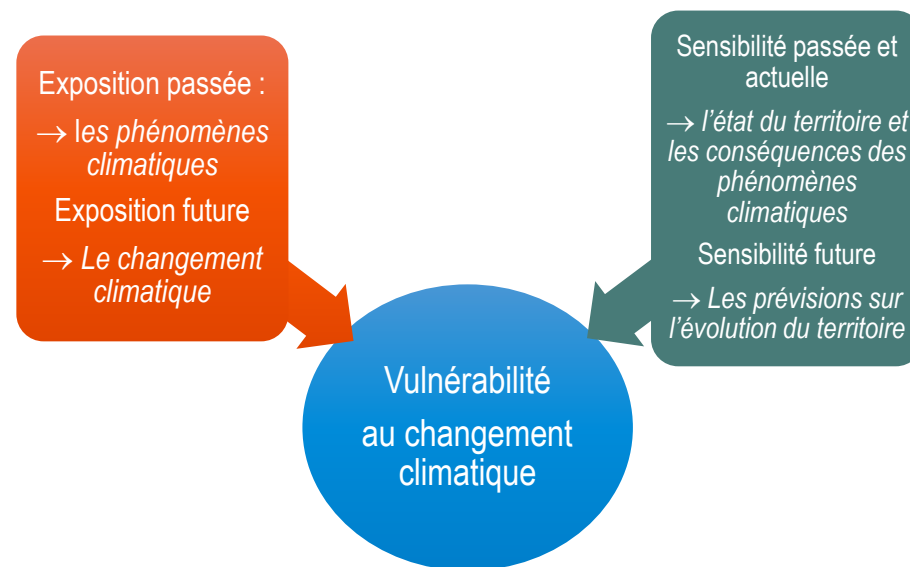 Exposition passée :
→ les phénomènes
climatiques
Exposition future
→ Le changement
climatique
Sensibilité passée et
actuelle
→ l’état du territoire et
les conséquences des
phénomènes
climatiques
Sensibilité future
→ Les prévisions sur
l’évolution du territoire
Vulnérabilité
au changement
climatique